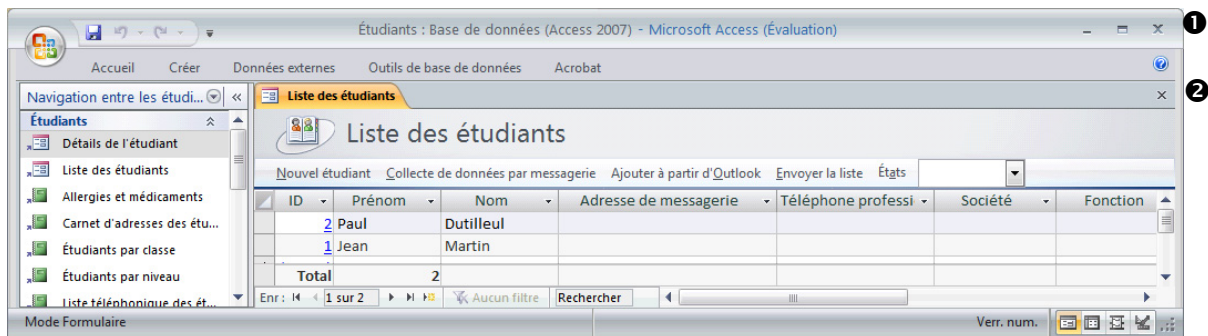 Étudiants : Base de données (Access 2007) - Microsoft Access (Évaluation)
❶
Accueil Créer Données externes Outils de base de données Acrobat
Navigation entre les étudi... «
Liste des étudiants
❷
Étudiants
Détails de l'étudiant
Liste des étudiants
Allergies et médicaments
Carnet d'adresses des étu...
Étudiants par classe
Étudiants par niveau
Liste téléphonique des ét...
Liste des étudiants
Nouvel étudiant Collecte de données par messagerie Ajouter à partir d'Outlook Envoyer la liste États
ID Prénom Nom Adresse de messagerie Téléphone professi Société Fonction
2 Paul Dutilleul
1 Jean Martin
Total 2
Enr : 1 sur 2 Aucun filtre Rechercher
Mode Formulaire Verr. num.